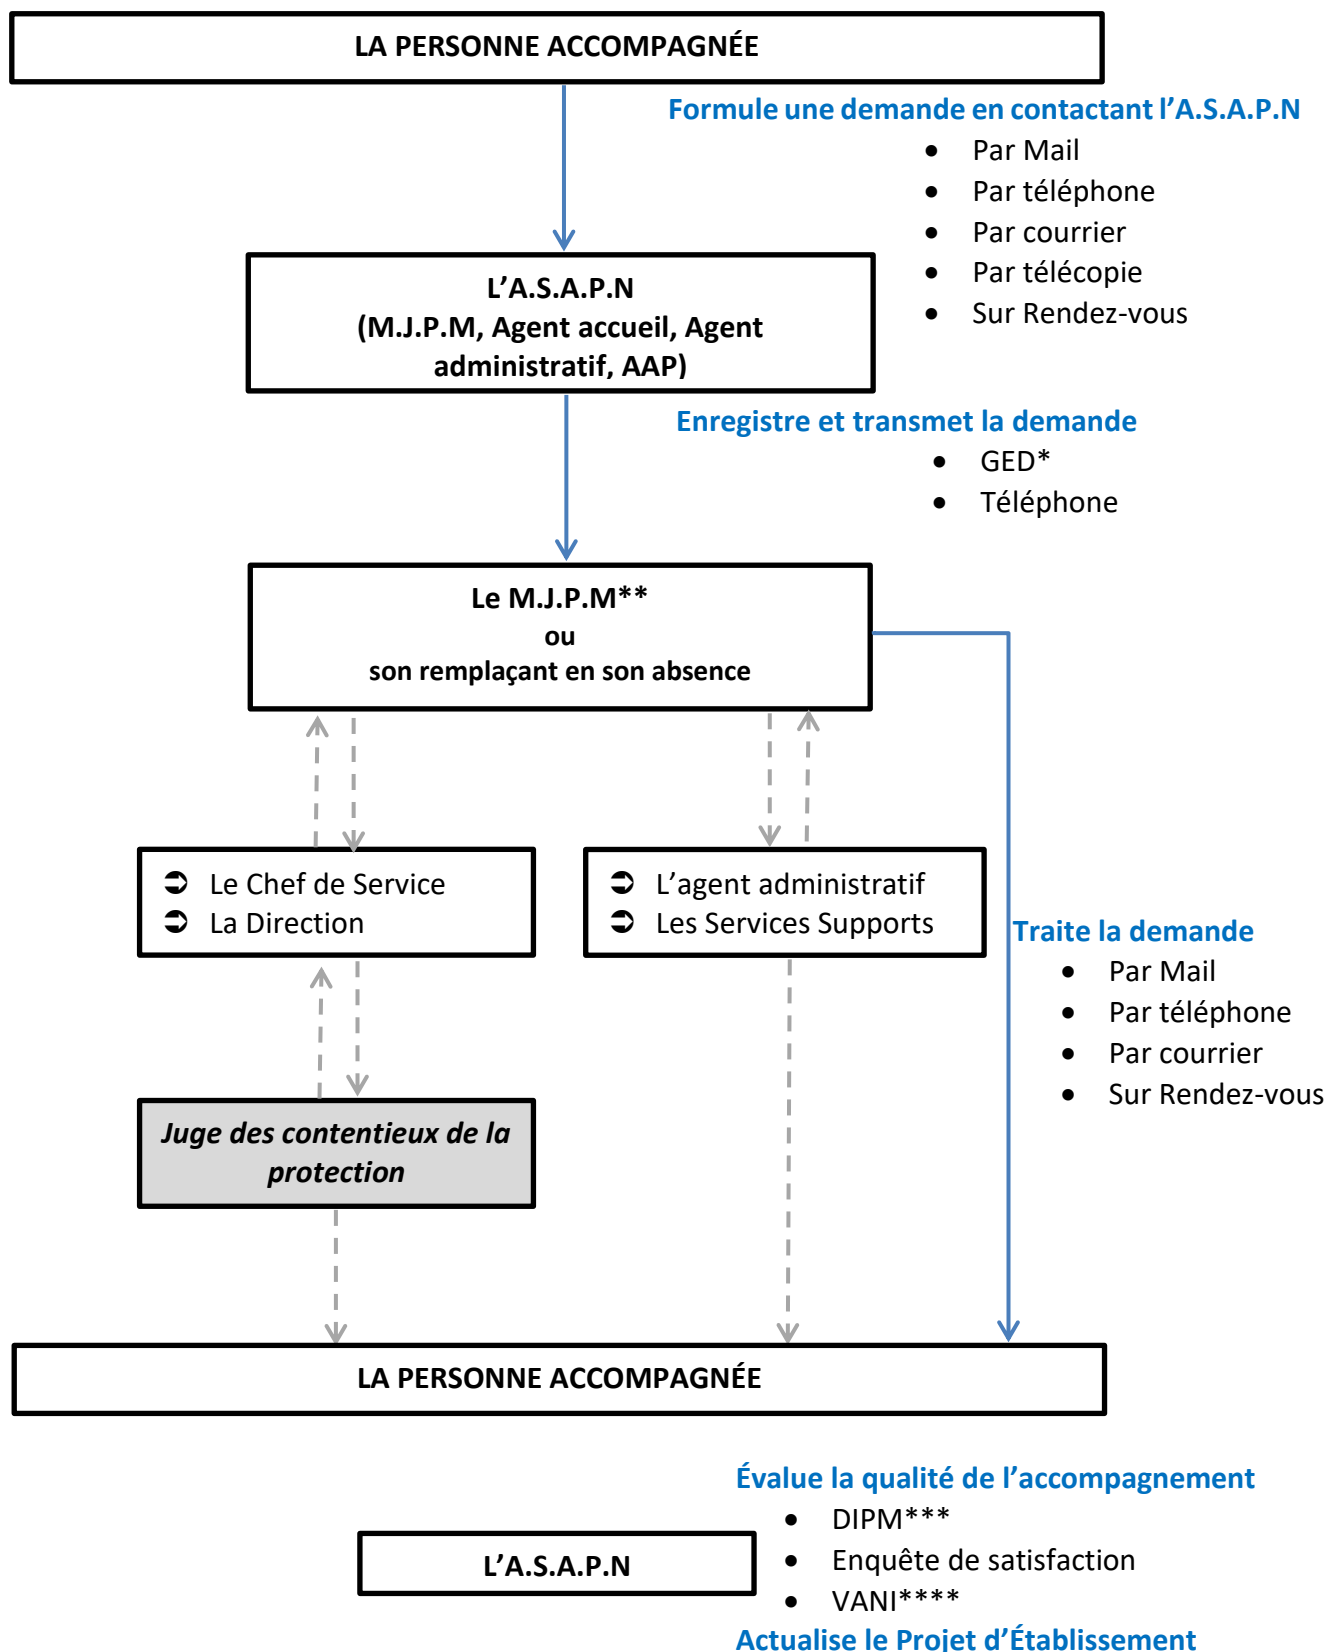 LA PERSONNE ACCOMPAGNÉE
Formule une demande en contactant l’A.S.A.P.N
• Par Mail
• Par téléphone
• Par courrier
• Par télécopie
• Sur Rendez-vous
L’A.S.A.P.N
(M.J.P.M, Agent accueil, Agent
administratif, AAP)
Enregistre et transmet la demande
• GED*
• Téléphone
Le M.J.P.M**
ou
son remplaçant en son absence
➲ Le Chef de Service
➲ La Direction
➲ L’agent administratif
➲ Les Services Supports
Traite la demande
• Par Mail
• Par téléphone
• Par courrier
• Sur Rendez-vous
Juge des contentieux de la
protection
LA PERSONNE ACCOMPAGNÉE
Évalue la qualité de l’accompagnement
• DIPM***
• Enquête de satisfaction
• VANI****
L’A.S.A.P.N
Actualise le Projet d’Établissement